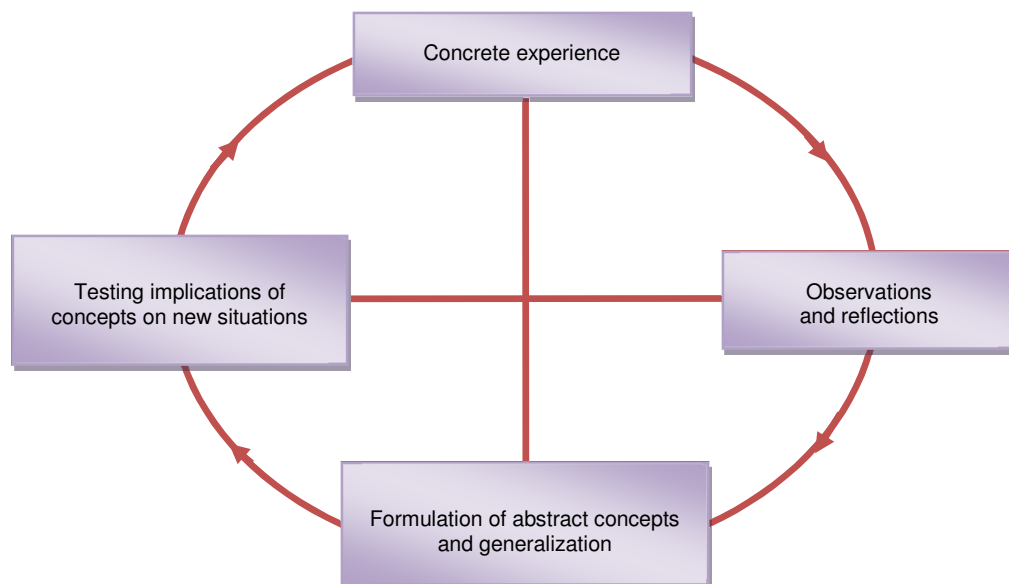 Concrete experience
Testing implications of
concepts on new situations
Observations
and reflections
Formulation of abstract concepts
and generalization